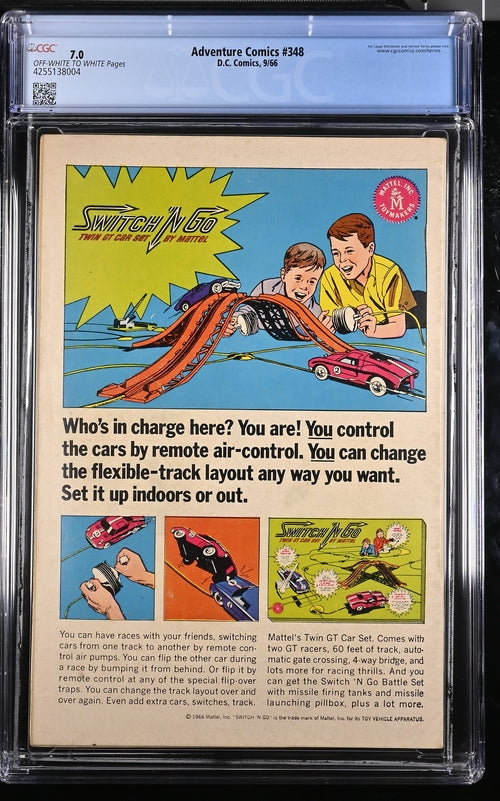 CGC
7.0
OFF-WHITE TO WHITE Pages
4255138004
Adventure Comics #348
D.C. Comics, 9/66
www.cgccomics.com/terms
SWITCH 'N GO
TWIN GT CAR SET BY MATTEL
MATTEL, INC.
M
TOYMAKERS
2
Who's in charge here? You are! You control
the cars by remote air-control. You can change
the flexible-track layout any way you want.
Set it up indoors or out.
SWITCH 'N GO
TWIN GT CAR SET BY MATTEL
You can have races with your friends, switching
cars from one track to another by remote con-
trol air pumps. You can flip the other car during
a race by bumping it from behind. Or flip it by
remote control at any of the special flip-over
traps. You can change the track layout over and
over again. Even add extra cars, switches, track.
Mattel's Twin GT Car Set. Comes with
two GT racers, 60 feet of track, auto-
matic gate crossing, 4-way bridge, and
lots more for racing thrills. And you
can get the Switch 'N Go Battle Set
with missile firing tanks and missile
launching pillbox, plus a lot more.
© 1966 Mattel, Inc. "SWITCH 'N GO" is the trade mark of Mattel, Inc. for its TOY VEHICLE APPARATUS.